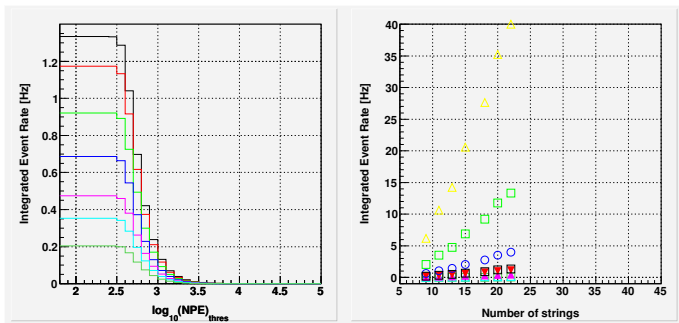 Integrated Event Rate [Hz]
1.2
1
0.8
0.6
0.4
0.2
0
2 2.5 3 3.5 4 4.5 5
log10(NPE)thres
Integrated Event Rate [Hz]
40
35
30
25
20
15
10
5
0
5 10 15 20 25 30 35 40 45
Number of strings